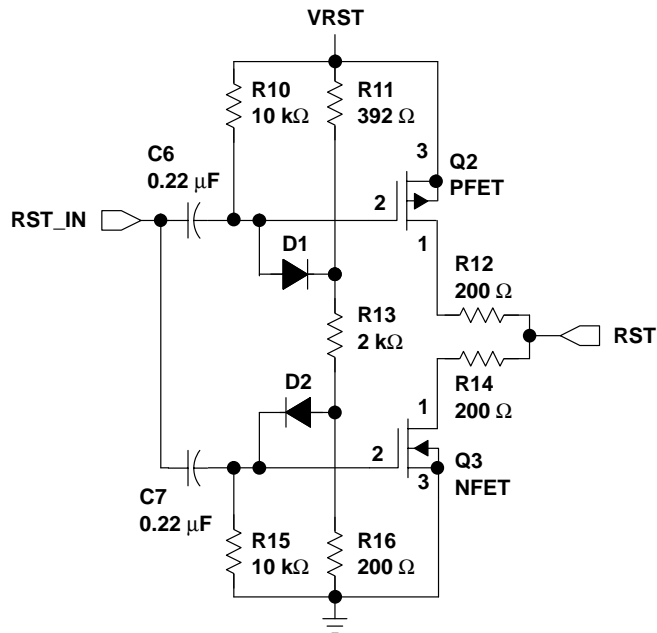 VRST
R10
10 kΩ
R11
392 Ω
C6
0.22 μF
3
Q2
PFET
2
RST_IN
1
D1
R12
200 Ω
R13
2 kΩ
RST
D2
R14
200 Ω
1
2
Q3
NFET
3
C7
0.22 μF
R15
10 kΩ
R16
200 Ω